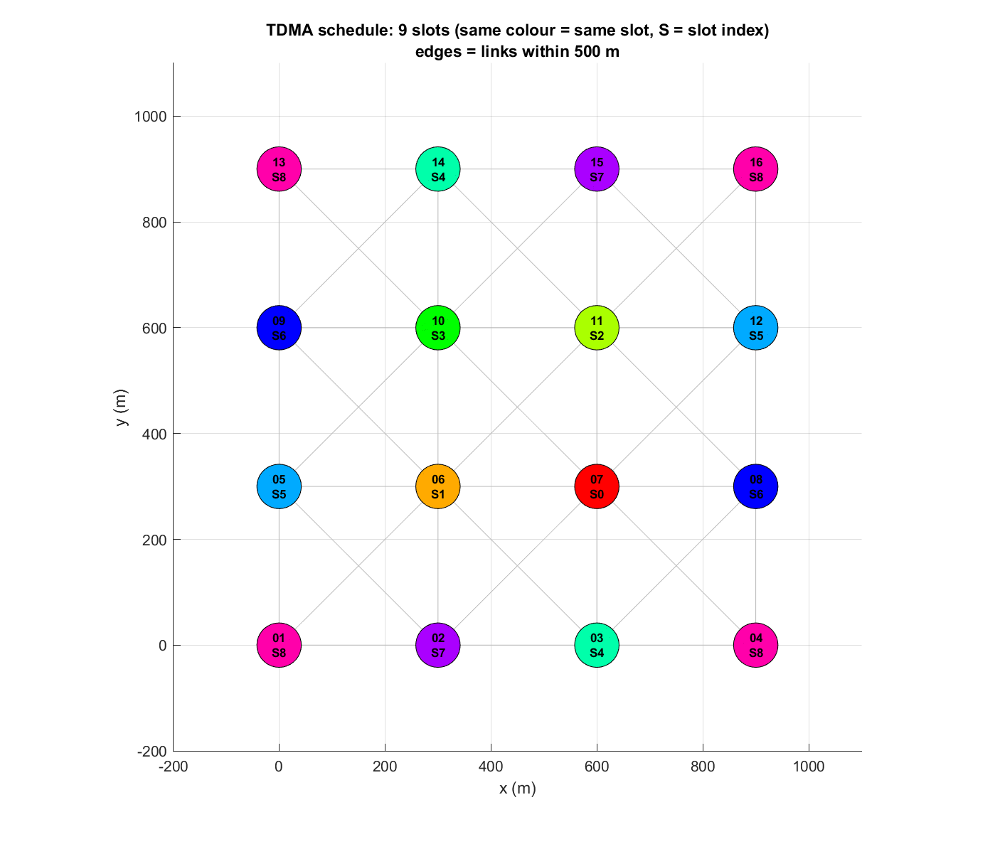 TDMA schedule: 9 slots (same colour = same slot, S = slot index)
edges = links within 500 m
1000
13
S8
14
S4
15
S7
16
S8
800
09
S6
10
S3
11
S2
12
S5
600
y (m)
400
05
S5
06
S1
07
S0
08
S6
200
01
S8
02
S7
03
S4
04
S8
0
-200
-200 0 200 400 600 800 1000
x (m)